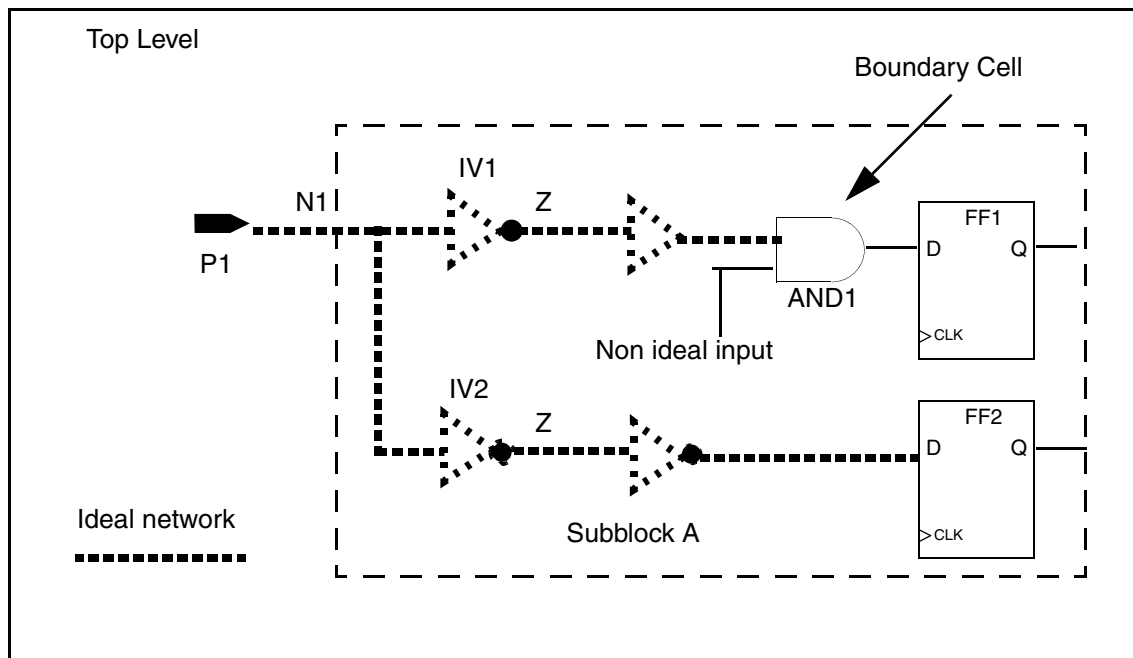 Top Level
Boundary Cell
IV1
N1
Z
FF1
D
Q
P1
AND1
CLK
Non ideal input
IV2
Z
FF2
D
Q
Ideal network
Subblock A
CLK